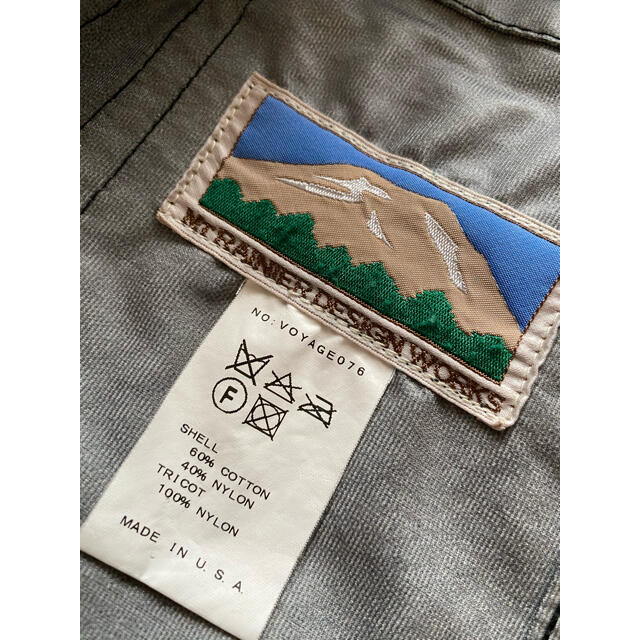 Mt RAINIER DESIGN WORKS
NO: VOYAGE076
F
SHELL
60% COTTON
40% NYLON
TRICOT
100% NYLON
MADE IN U.S.A.